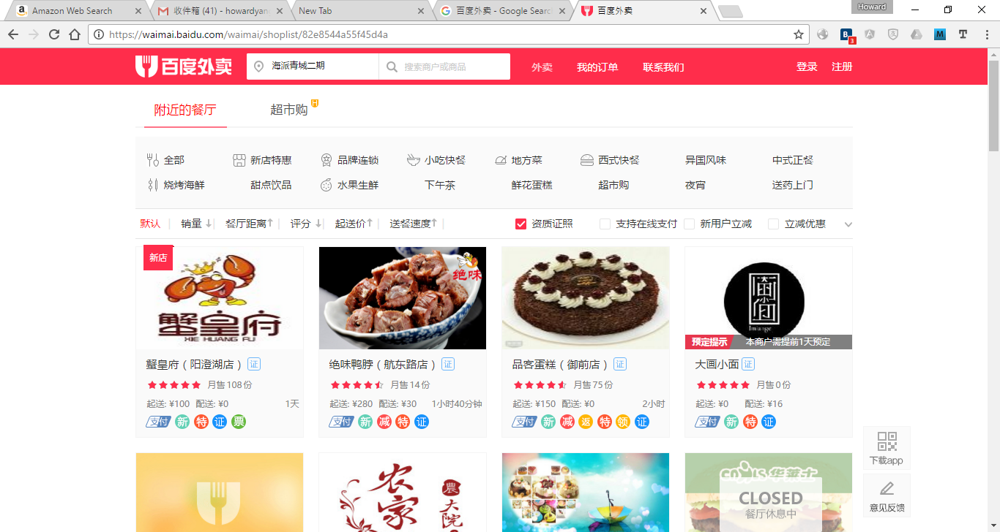 Amazon Web Search
收件箱 (41) - howardyan
New Tab
百度外卖 - Google Searc
百度外卖
Howard
https://waimai.baidu.com/waimai/shoplist/82e8544a55f45d4a
百度外卖
海派青城二期
搜索商户或商品
外卖
我的订单
联系我们
登录
注册
附近的餐厅
超市购
全部
新店特惠
品牌连锁
小吃快餐
地方菜
西式快餐
异国风味
中式正餐
烧烤海鲜
甜点饮品
水果生鲜
下午茶
鲜花蛋糕
超市购
夜宵
送药上门
默认
销量↓
餐厅距离↑
评分↓
起送价↑
送餐速度↑
资质证照
支持在线支付
新用户立减
立减优惠
新店
蟹皇府
XIE HUANG FU
绝味
大画小面
Imiange
预定提示
本商户需提前1天预定
蟹皇府（阳澄湖店） 证
月售108份
起送: ¥100 配送: ¥0 1天
支付 新 特 证 票
绝味鸭脖（航东路店） 证
月售14份
起送: ¥280 配送: ¥30 1小时40分钟
支付 新 减 特 证
品客蛋糕（御前店） 证
月售75份
起送: ¥150 配送: ¥0 2小时
支付 新 减 返 特 领 证
大画小面 证
月售0份
起送: ¥0 配送: ¥16
支付 新 特 证
农家
農大院
华莱士
CLOSED
餐厅休息中
下载app
意见反馈